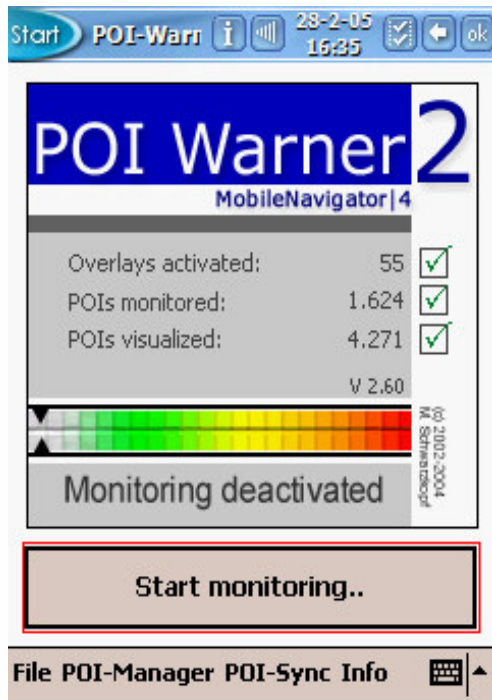 Start POI-Warr 28-2-05 16:35 ok
POI Warner 2
MobileNavigator|4
Overlays activated: 55
POIs monitored: 1.624
POIs visualized: 4.271
V 2.60
(c) 2002-2004
M. Schwarzkopf
Monitoring deactivated
Start monitoring..
File POI-Manager POI-Sync Info